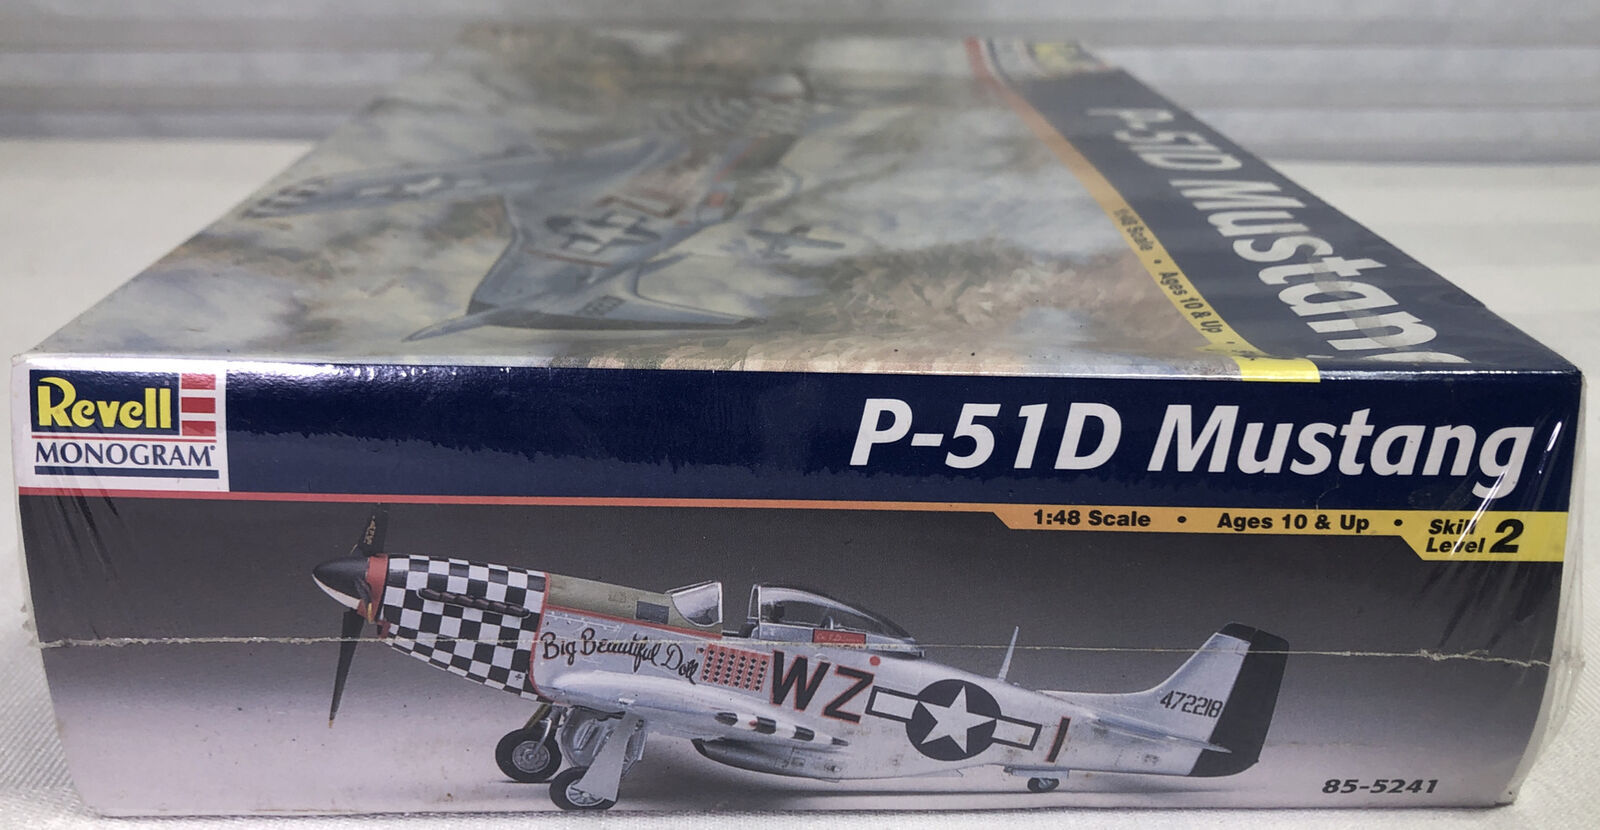 P-51D Mustang
1:48 Scale • Ages 10 & Up •
Revell
MONOGRAM®
P-51D Mustang
1:48 Scale • Ages 10 & Up • Skill Level 2
Big Beautiful Doll
WZ I
472218
85-5241